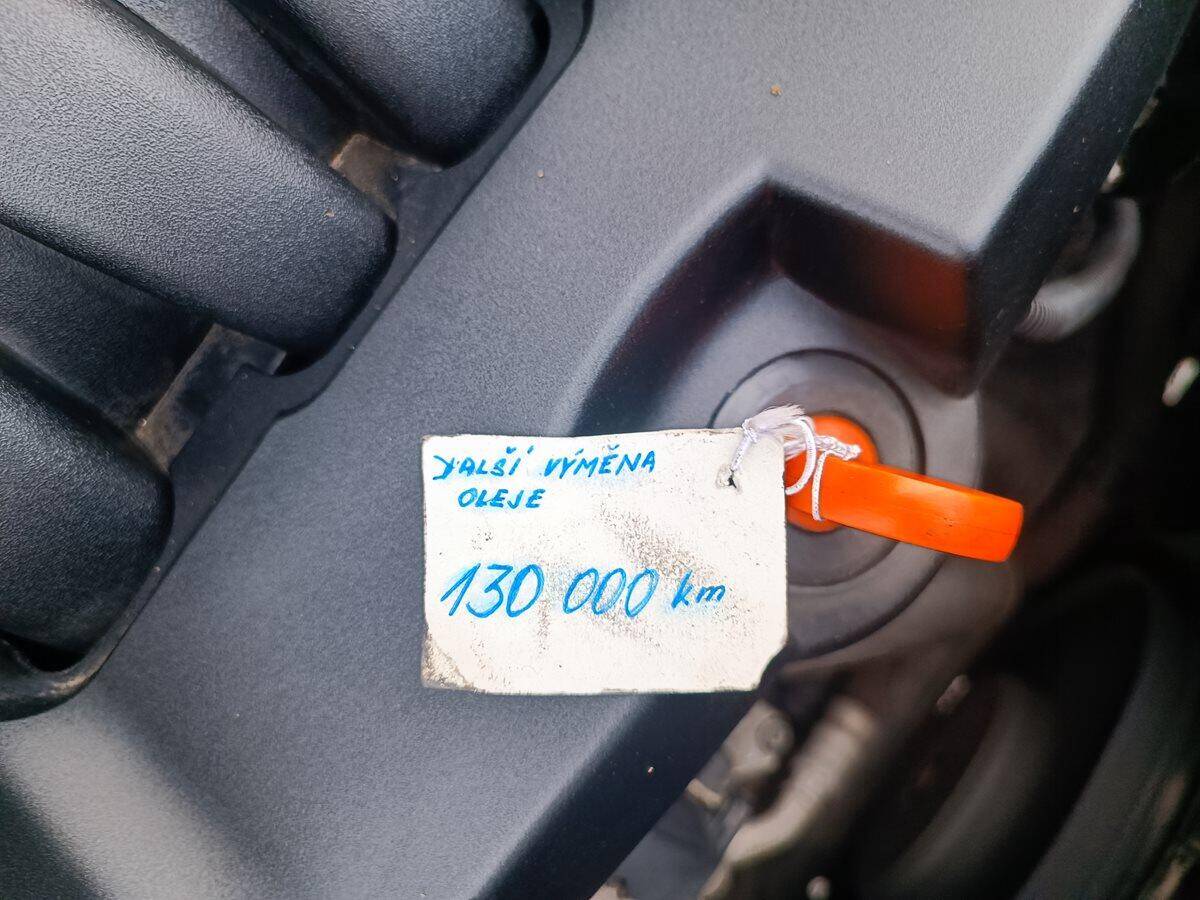 DALŠÍ VÝMĚNA
OLEJE
130 000 km